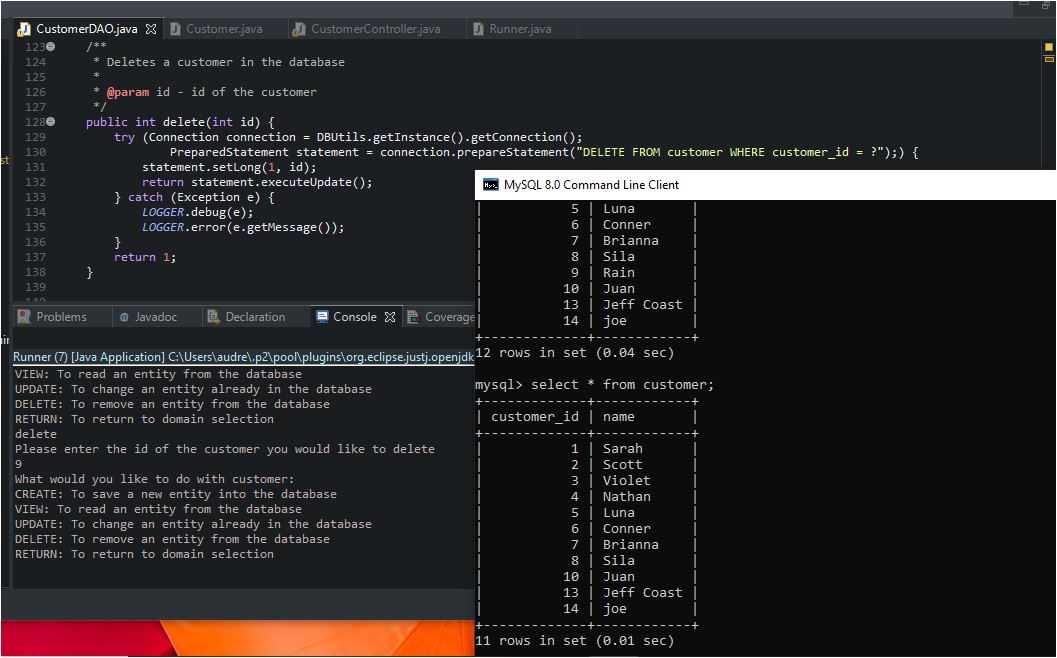 CustomerDAO.java Customer.java CustomerController.java Runner.java
123 /**
124 * Deletes a customer in the database
125 *
126 * @param id - id of the customer
127 */
128 public int delete(int id) {
129 try (Connection connection = DBUtils.getInstance().getConnection();
130 PreparedStatement statement = connection.prepareStatement("DELETE FROM customer WHERE customer_id = ?");) {
131 statement.setLong(1, id);
132 return statement.executeUpdate();
133 } catch (Exception e) {
134 LOGGER.debug(e);
135 LOGGER.error(e.getMessage());
136 }
137 return 1;
138 }
139
140
Problems Javadoc Declaration Console Coverage
Runner (7) [Java Application] C:\Users\audre\.p2\pool\plugins\org.eclipse.justj.openjdk
VIEW: To read an entity from the database
UPDATE: To change an entity already in the database
DELETE: To remove an entity from the database
RETURN: To return to domain selection
delete
Please enter the id of the customer you would like to delete
9
What would you like to do with customer:
CREATE: To save a new entity into the database
VIEW: To read an entity from the database
UPDATE: To change an entity already in the database
DELETE: To remove an entity from the database
RETURN: To return to domain selection
MySQL 8.0 Command Line Client
| 5 | Luna |
| 6 | Conner |
| 7 | Brianna |
| 8 | Sila |
| 9 | Rain |
| 10 | Juan |
| 13 | Jeff Coast |
| 14 | joe |
+-------------+------------+
12 rows in set (0.04 sec)
mysql> select * from customer;
+-------------+------------+
| customer_id | name |
+-------------+------------+
| 1 | Sarah |
| 2 | Scott |
| 3 | Violet |
| 4 | Nathan |
| 5 | Luna |
| 6 | Conner |
| 7 | Brianna |
| 8 | Sila |
| 10 | Juan |
| 13 | Jeff Coast |
| 14 | joe |
+-------------+------------+
11 rows in set (0.01 sec)